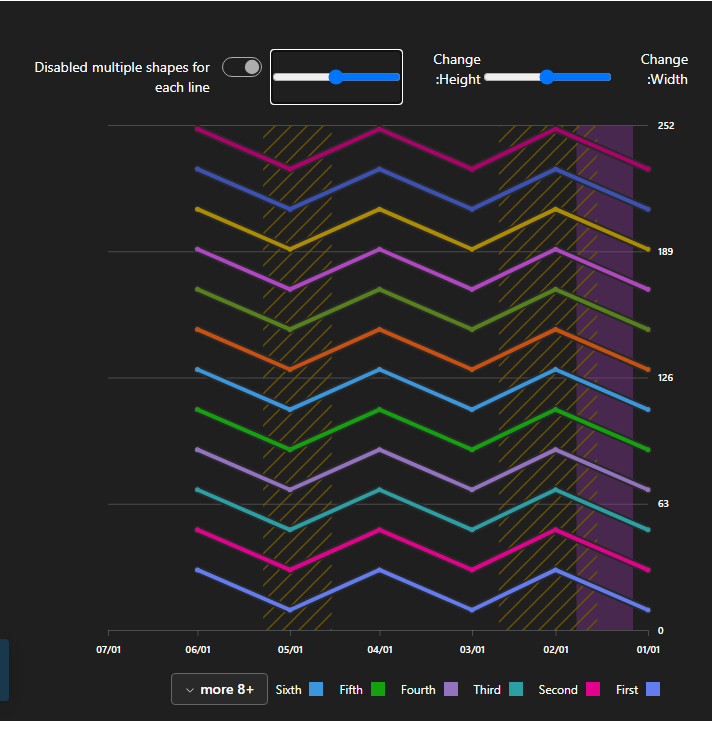 Disabled multiple shapes for
each line
Change
:Height
Change
:Width
252
189
126
63
0
07/01 06/01 05/01 04/01 03/01 02/01 01/01
more 8+ Sixth Fifth Fourth Third Second First